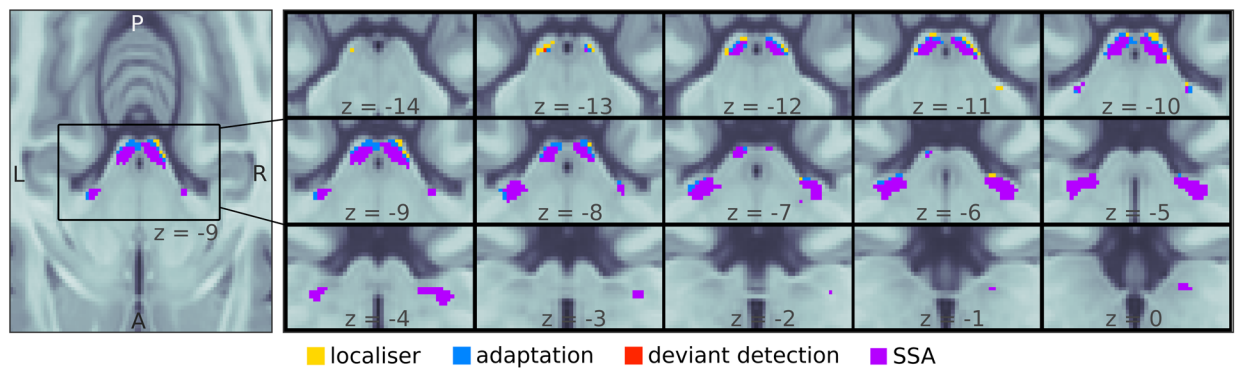 P
L
R
z = -9
A
z = -14
z = -13
z = -12
z = -11
z = -10
z = -9
z = -8
z = -7
z = -6
z = -5
z = -4
z = -3
z = -2
z = -1
z = 0
localiser adaptation deviant detection SSA